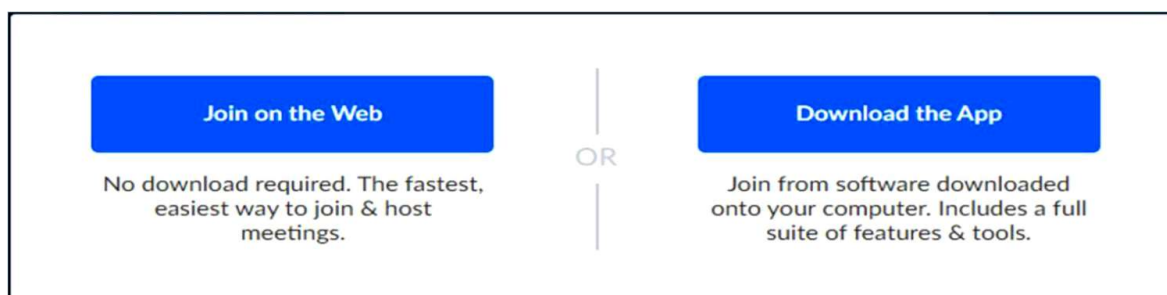 Join on the Web
No download required. The fastest,
easiest way to join & host
meetings.
OR
Download the App
Join from software downloaded
onto your computer. Includes a full
suite of features & tools.